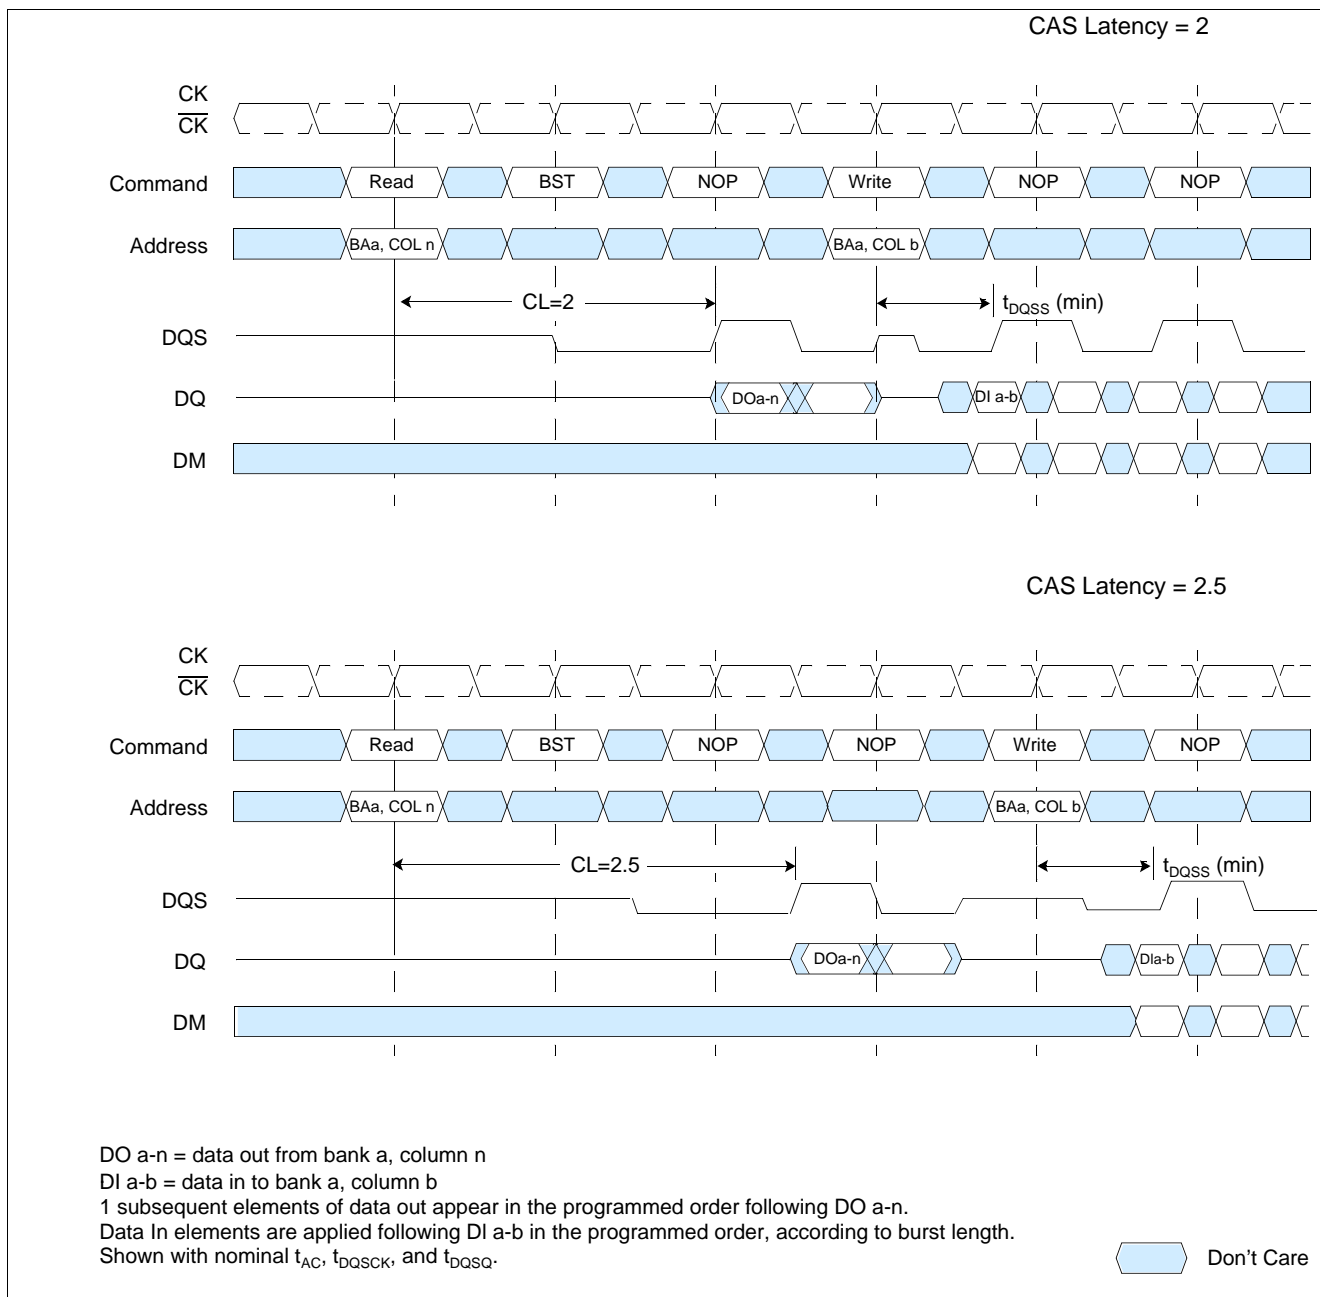 CAS Latency = 2
CK
CK
Command Read BST NOP Write NOP NOP
Address BAa, COL n BAa, COL b
CL=2 tDQSS (min)
DQS
DQ DOa-n DI a-b
DM
CAS Latency = 2.5
CK
CK
Command Read BST NOP NOP Write NOP
Address BAa, COL n BAa, COL b
CL=2.5 tDQSS (min)
DQS
DQ DOa-n DIa-b
DM
DO a-n = data out from bank a, column n
DI a-b = data in to bank a, column b
1 subsequent elements of data out appear in the programmed order following DO a-n.
Data In elements are applied following DI a-b in the programmed order, according to burst length.
Shown with nominal tAC, tDQSCK, and tDQSQ.
Don't Care